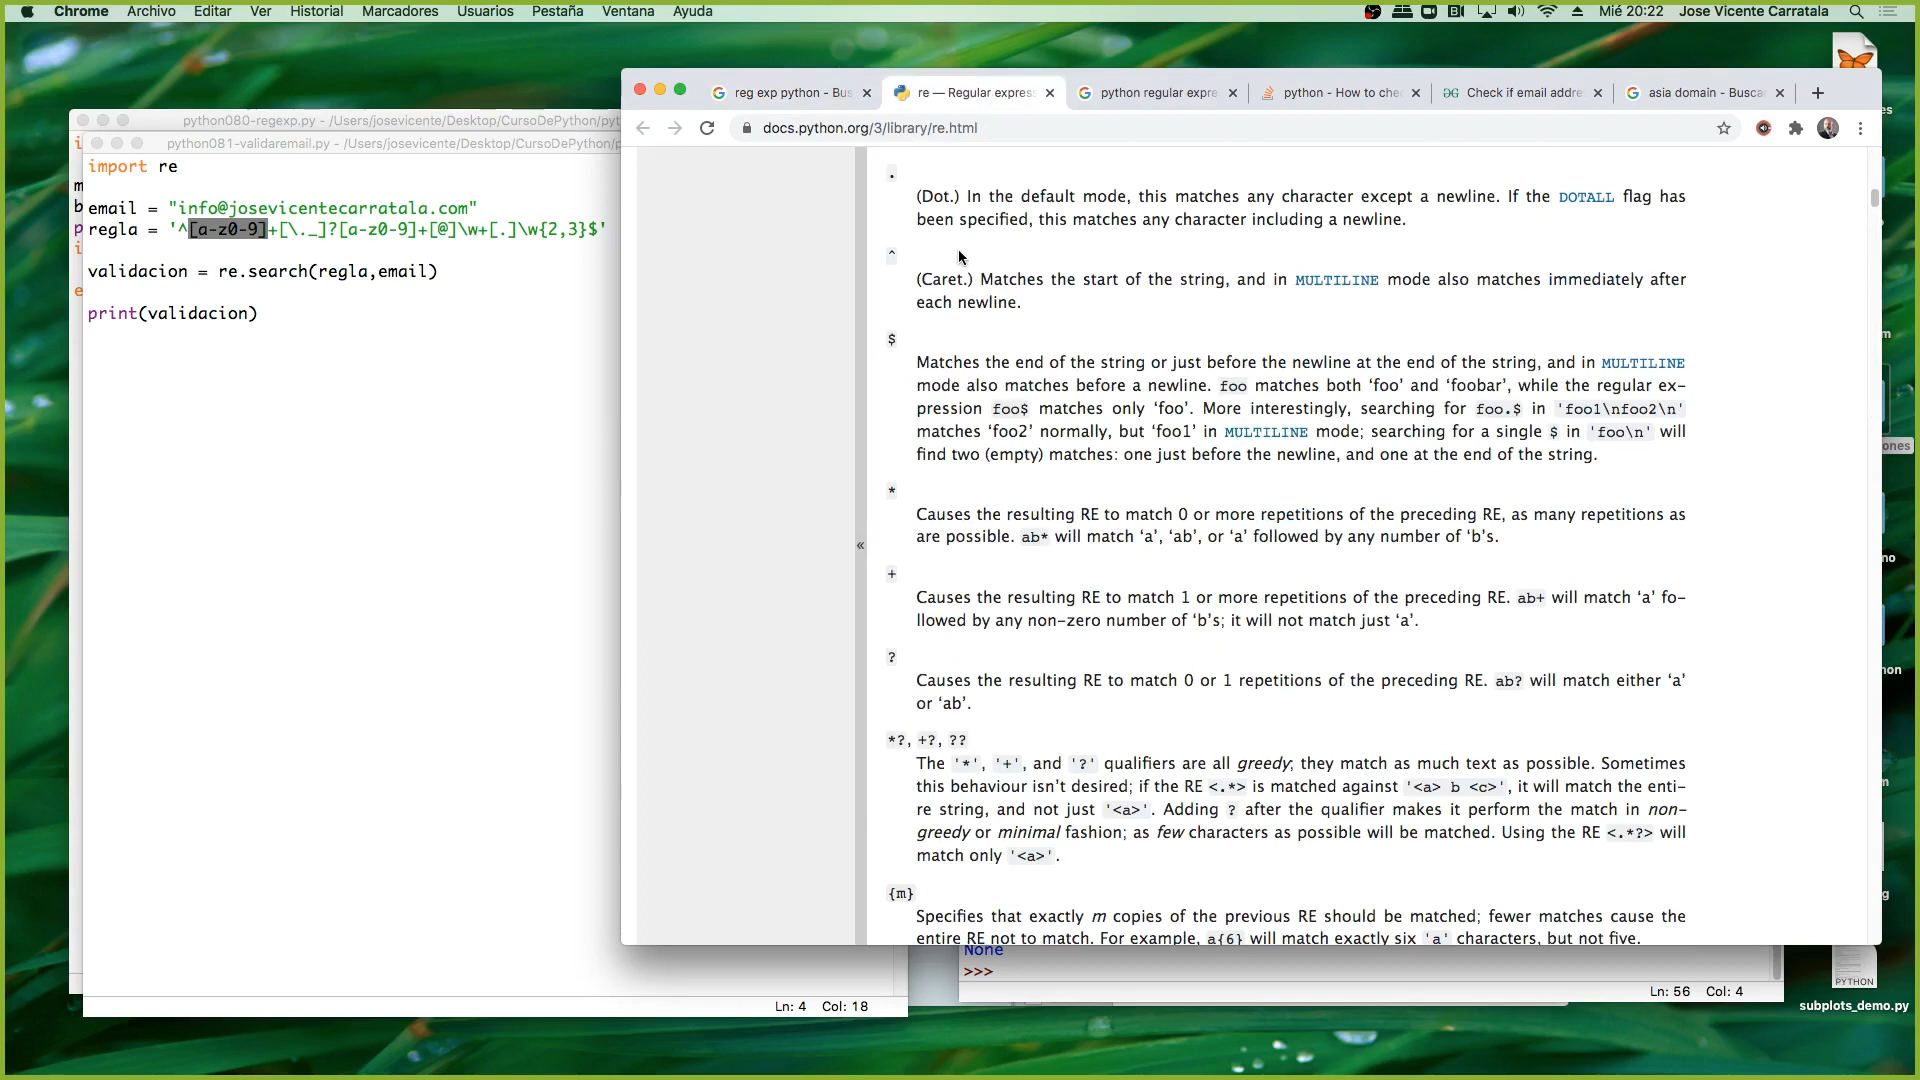 Chrome Archivo Editar Ver Historial Marcadores Usuarios Pestaña Ventana Ayuda Mié 20:22 Jose Vicente Carratala
reg exp python - Bus
re — Regular express
python regular expre
python - How to che
Check if email addre
asia domain - Buscar
docs.python.org/3/library/re.html
python080-regexp.py - /Users/josevicente/Desktop/CursoDePython/pyt
python081-validaremail.py - /Users/josevicente/Desktop/CursoDePython/p
import re
email = "info@josevicentecarratala.com"
regla = '^[a-z0-9]+[\._]?[a-z0-9]+[@]\w+[.]\w{2,3}$'
validacion = re.search(regla,email)
print(validacion)
Ln: 4 Col: 18
.
(Dot.) In the default mode, this matches any character except a newline. If the DOTALL flag has
been specified, this matches any character including a newline.
^
(Caret.) Matches the start of the string, and in MULTILINE mode also matches immediately after
each newline.
$
Matches the end of the string or just before the newline at the end of the string, and in MULTILINE
mode also matches before a newline. foo matches both ‘foo’ and ‘foobar’, while the regular ex-
pression foo$ matches only ‘foo’. More interestingly, searching for foo.$ in 'foo1\nfoo2\n'
matches ‘foo2’ normally, but ‘foo1’ in MULTILINE mode; searching for a single $ in 'foo\n' will
find two (empty) matches: one just before the newline, and one at the end of the string.
*
Causes the resulting RE to match 0 or more repetitions of the preceding RE, as many repetitions as
are possible. ab* will match ‘a’, ‘ab’, or ‘a’ followed by any number of ‘b’s.
+
Causes the resulting RE to match 1 or more repetitions of the preceding RE. ab+ will match ‘a’ fo-
llowed by any non-zero number of ‘b’s; it will not match just ‘a’.
?
Causes the resulting RE to match 0 or 1 repetitions of the preceding RE. ab? will match either ‘a’
or ‘ab’.
*?, +?, ??
The '*', '+', and '?' qualifiers are all greedy; they match as much text as possible. Sometimes
this behaviour isn’t desired; if the RE <.*> is matched against '<a> b <c>', it will match the enti-
re string, and not just '<a>'. Adding ? after the qualifier makes it perform the match in non-
greedy or minimal fashion; as few characters as possible will be matched. Using the RE <.*?> will
match only '<a>'.
{m}
Specifies that exactly m copies of the previous RE should be matched; fewer matches cause the
entire RE not to match. For example, a{6} will match exactly six 'a' characters, but not five.
«
None
>>>
Ln: 56 Col: 4
PYTHON
subplots_demo.py